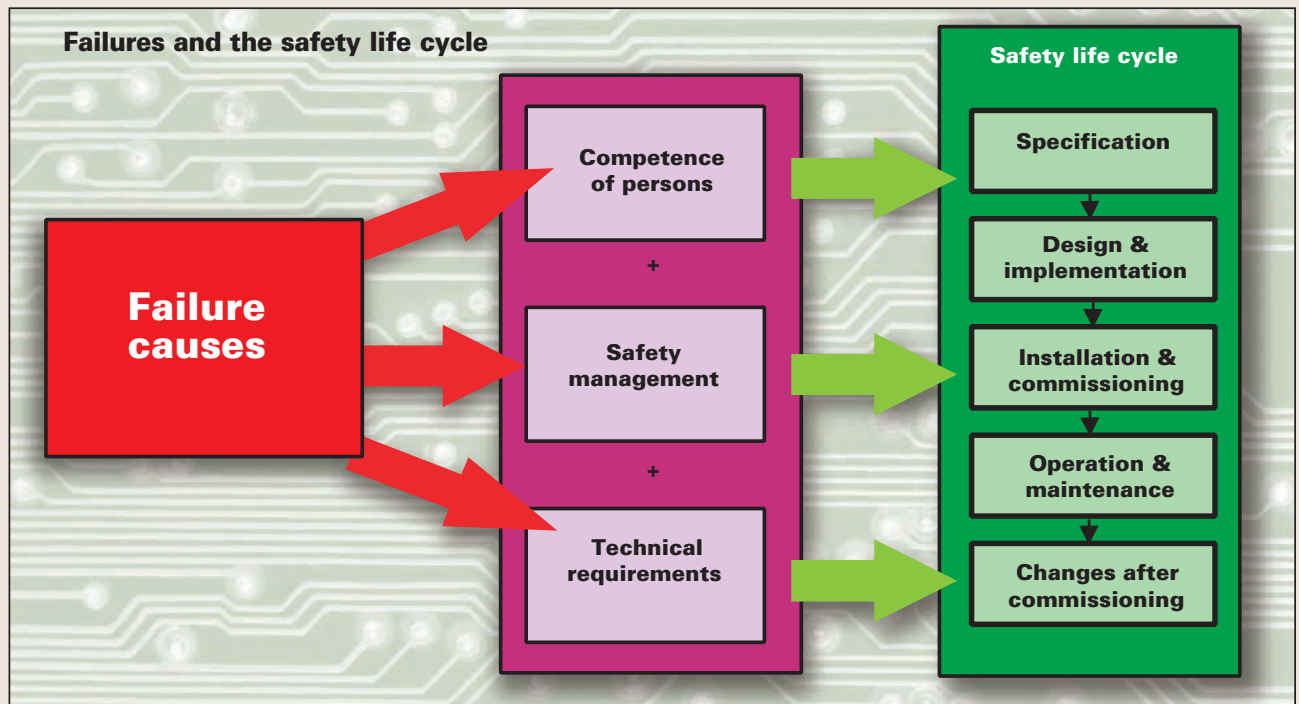 Failures and the safety life cycle
Failure
causes
Competence
of persons
+
Safety
management
+
Technical
requirements
Safety life cycle
Specification
Design &
implementation
Installation &
commissioning
Operation &
maintenance
Changes after
commissioning